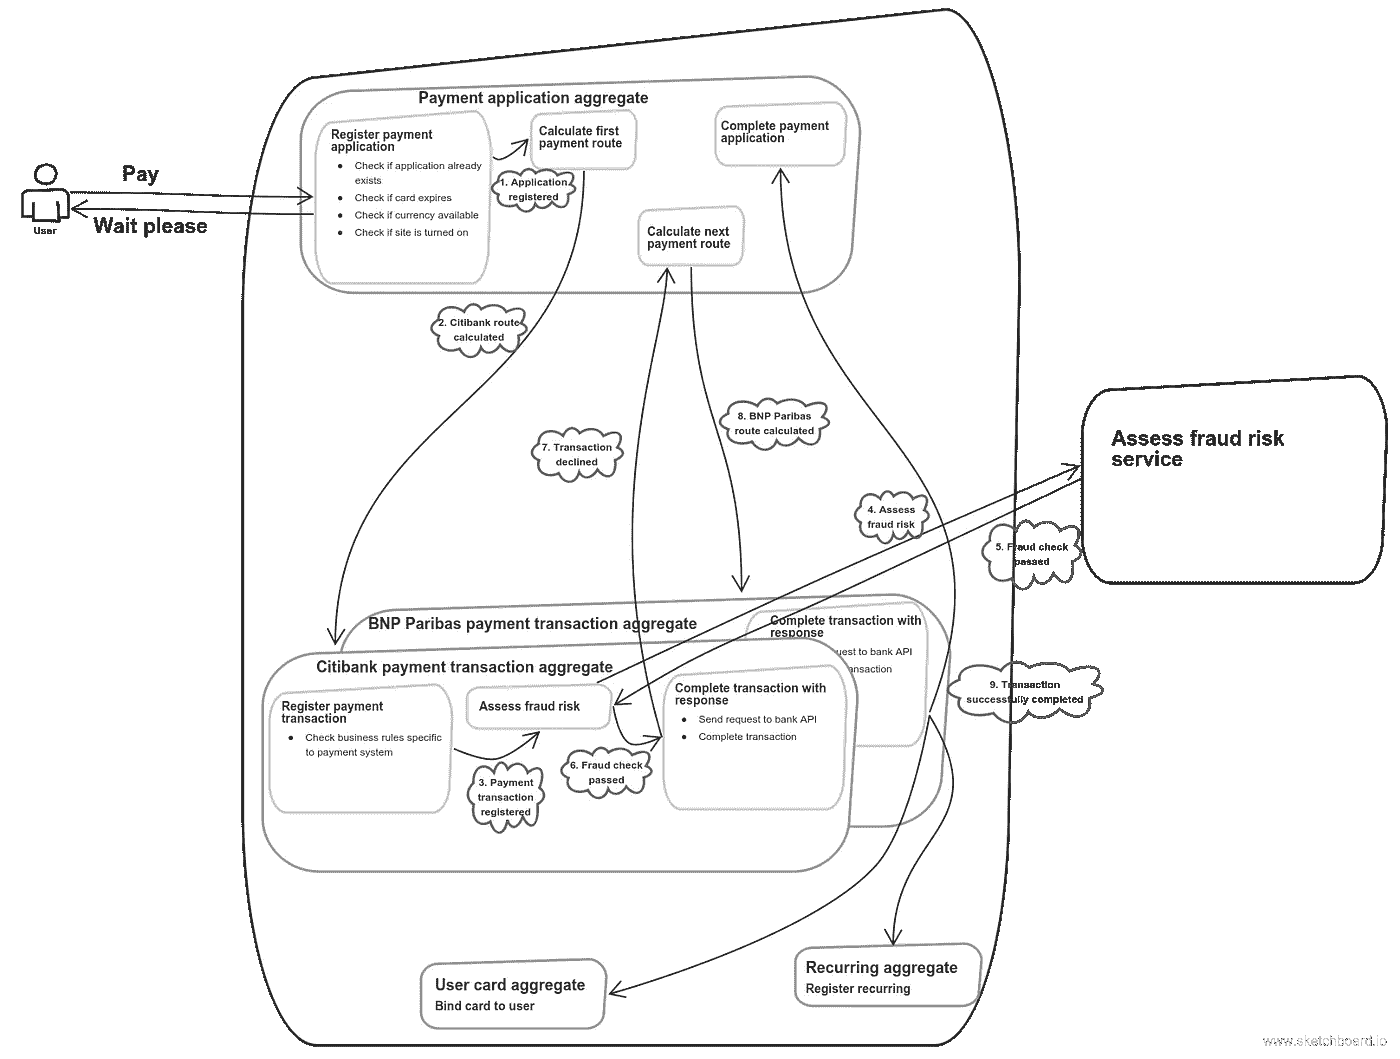 Payment application aggregate
Register payment
application
● Check if application already
exists
● Check if card expires
● Check if currency available
● Check if site is turned on
Calculate first
payment route
Complete payment
application
1. Application
registered
Pay
Wait please
User
Calculate next
payment route
2. Citibank route
calculated
7. Transaction
declined
8. BNP Paribas
route calculated
4. Assess
fraud risk
Assess fraud risk
service
5. Fraud check
passed
BNP Paribas payment transaction aggregate
Complete transaction with
response
uest to bank API
ansaction
Citibank payment transaction aggregate
Register payment
transaction
● Check business rules specific
to payment system
Assess fraud risk
Complete transaction with
response
● Send request to bank API
● Complete transaction
3. Payment
transaction
registered
6. Fraud check
passed
9. Transaction
successfully completed
User card aggregate
Bind card to user
Recurring aggregate
Register recurring
www.sketchboard.io